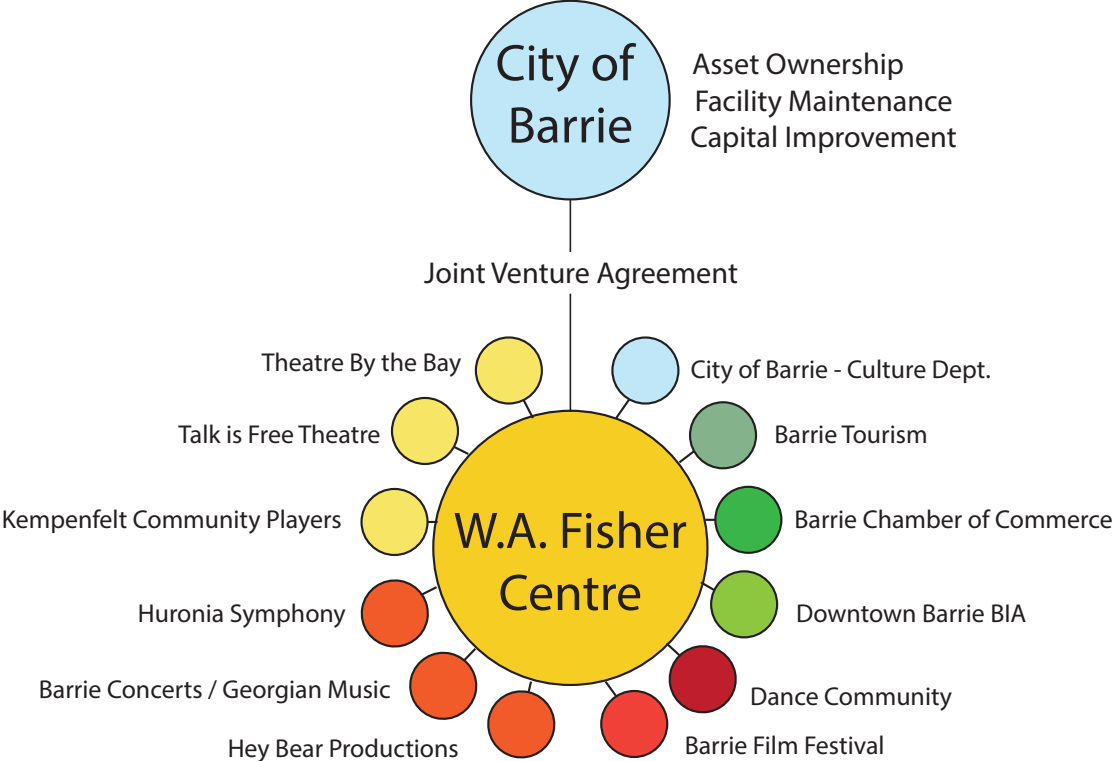 City of
Barrie
Asset Ownership
Facility Maintenance
Capital Improvement
Joint Venture Agreement
Theatre By the Bay
City of Barrie - Culture Dept.
Talk is Free Theatre
Barrie Tourism
Kempenfelt Community Players
Barrie Chamber of Commerce
W.A. Fisher
Centre
Huronia Symphony
Downtown Barrie BIA
Barrie Concerts / Georgian Music
Dance Community
Hey Bear Productions
Barrie Film Festival